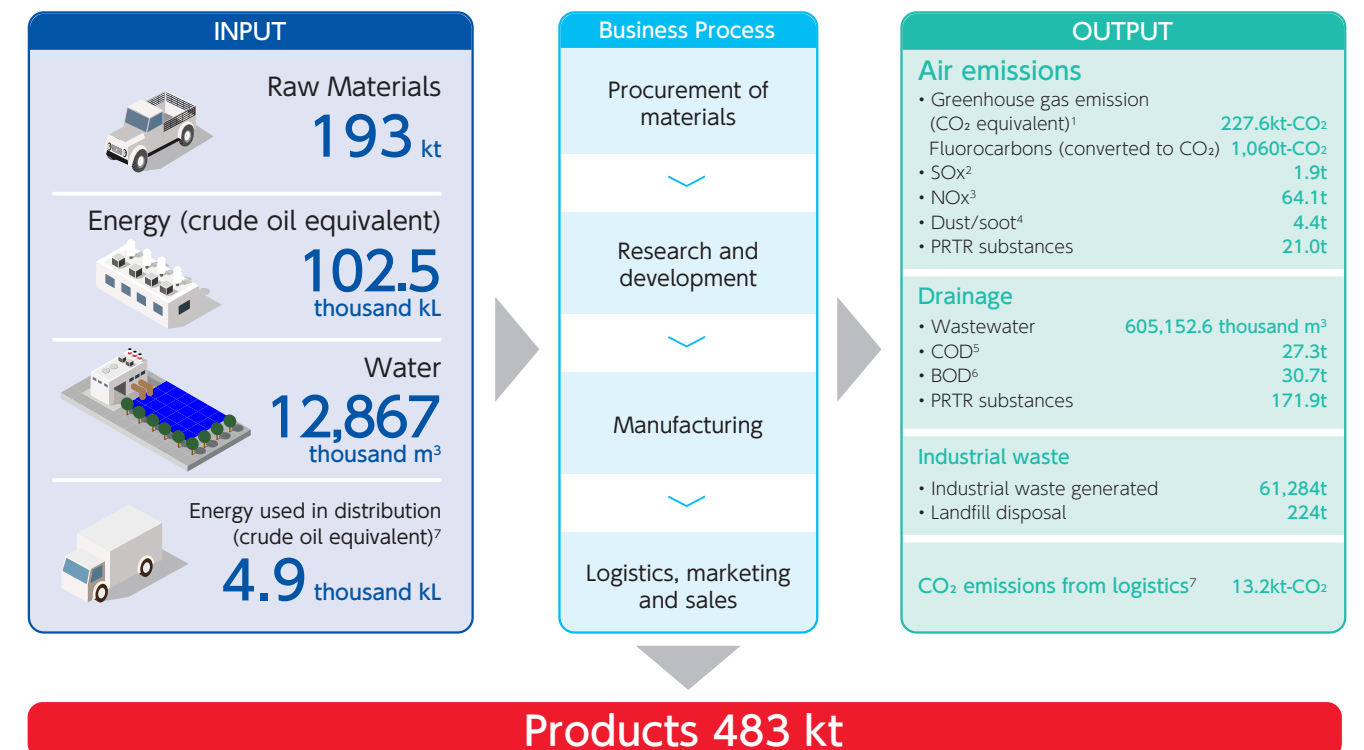 INPUT
Raw Materials
193 kt
Energy (crude oil equivalent)
102.5
thousand kL
Water
12,867
thousand m³
Energy used in distribution
(crude oil equivalent)⁷
4.9 thousand kL
Business Process
Procurement of
materials
Research and
development
Manufacturing
Logistics, marketing
and sales
OUTPUT
Air emissions
• Greenhouse gas emission
(CO₂ equivalent)¹ 227.6kt-CO₂
Fluorocarbons (converted to CO₂) 1,060t-CO₂
• SOx² 1.9t
• NOx³ 64.1t
• Dust/soot⁴ 4.4t
• PRTR substances 21.0t
Drainage
• Wastewater 605,152.6 thousand m³
• COD⁵ 27.3t
• BOD⁶ 30.7t
• PRTR substances 171.9t
Industrial waste
• Industrial waste generated 61,284t
• Landfill disposal 224t
CO₂ emissions from logistics⁷ 13.2kt-CO₂
Products 483 kt